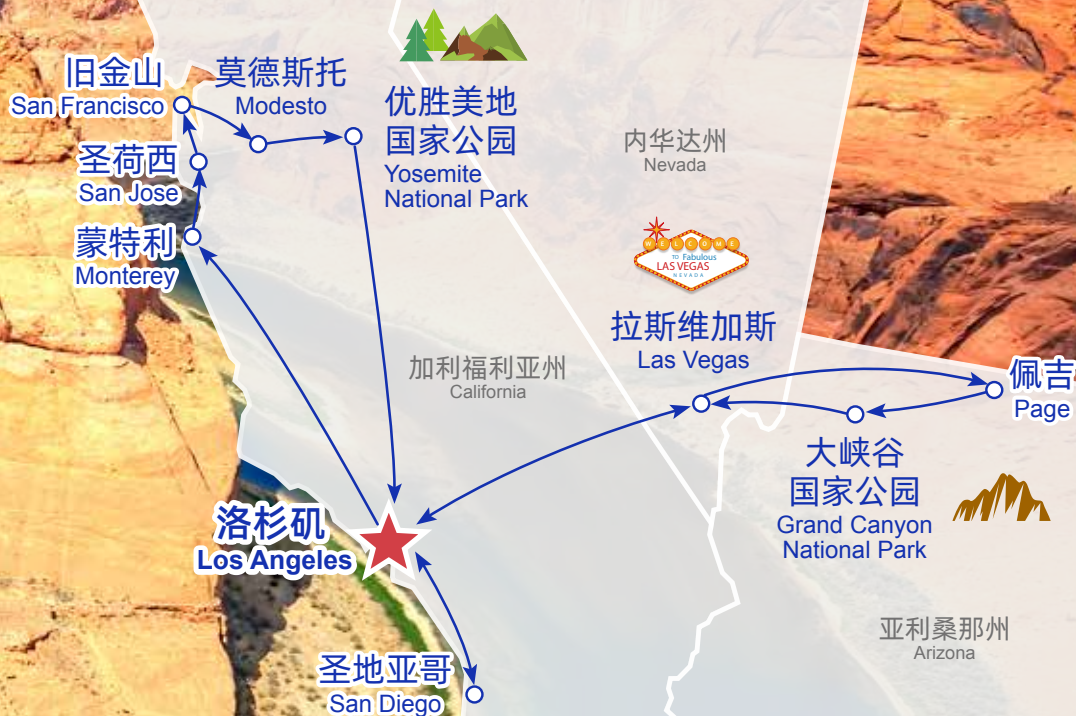 旧金山
San Francisco
莫德斯托
Modesto
优胜美地
国家公园
Yosemite
National Park
圣荷西
San Jose
蒙特利
Monterey
内华达州
Nevada
WELCOME
TO Fabulous
LAS VEGAS
NEVADA
拉斯维加斯
Las Vegas
加利福利亚州
California
佩吉
Page
大峡谷
国家公园
Grand Canyon
National Park
洛杉矶
Los Angeles
亚利桑那州
Arizona
圣地亚哥
San Diego